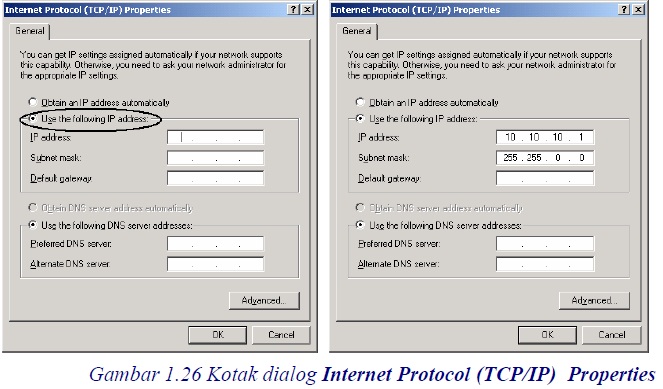 Internet Protocol (TCP/IP) Properties
General
You can get IP settings assigned automatically if your network supports
this capability. Otherwise, you need to ask your network administrator for
the appropriate IP settings.
Obtain an IP address automatically
Use the following IP address:
IP address:
Subnet mask:
Default gateway:
Obtain DNS server address automatically
Use the following DNS server addresses:
Preferred DNS server:
Alternate DNS server:
Advanced...
OK
Cancel
Internet Protocol (TCP/IP) Properties
General
You can get IP settings assigned automatically if your network supports
this capability. Otherwise, you need to ask your network administrator for
the appropriate IP settings.
Obtain an IP address automatically
Use the following IP address:
IP address: 10 . 10 . 10 . 1
Subnet mask: 255 . 255 . 0 . 0
Default gateway:
Obtain DNS server address automatically
Use the following DNS server addresses:
Preferred DNS server:
Alternate DNS server:
Advanced...
OK
Cancel
Gambar 1.26 Kotak dialog Internet Protocol (TCP/IP) Properties